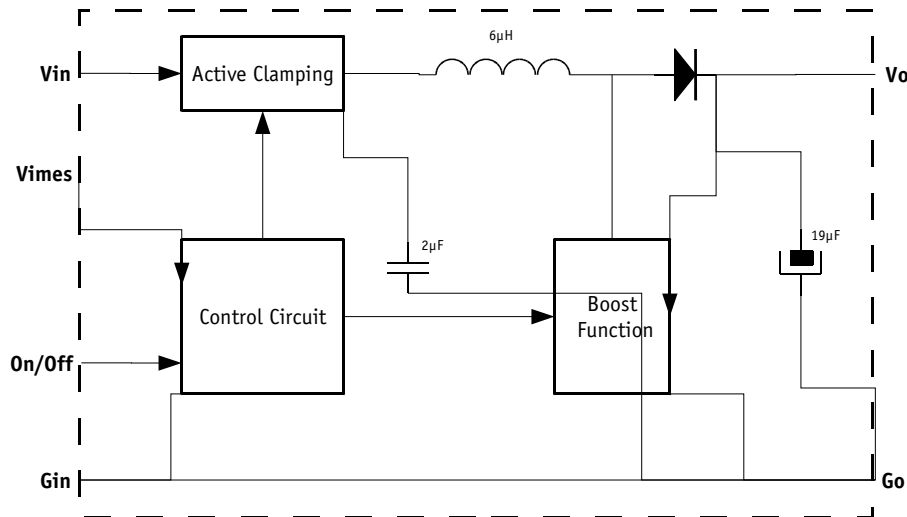 6µH
Vin
Active Clamping
Vo
Vimes
2µF
19µF
Control Circuit
Boost
Function
On/Off
Gin
Go